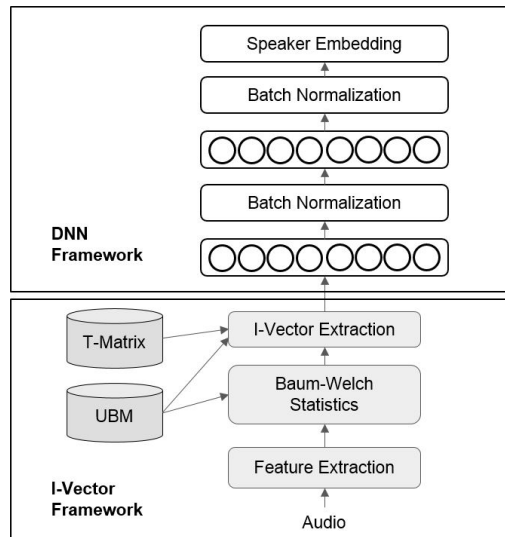 Speaker Embedding
Batch Normalization
Batch Normalization
DNN
Framework
T-Matrix
I-Vector Extraction
UBM
Baum-Welch
Statistics
Feature Extraction
I-Vector
Framework
Audio